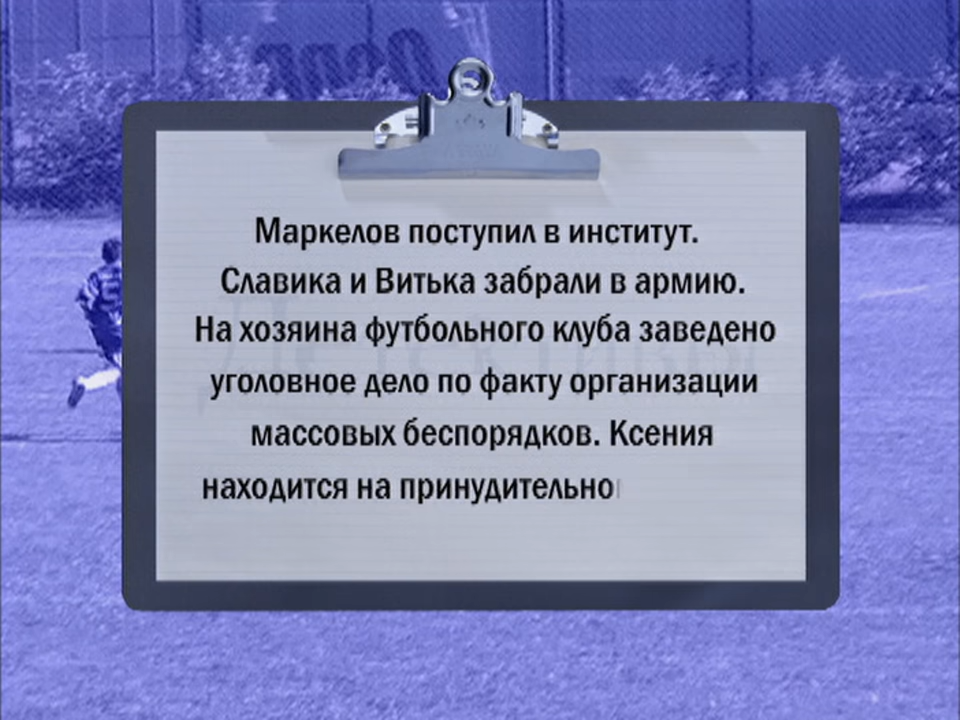 Маркелов поступил в институт.
Славика и Витька забрали в армию.
На хозяина футбольного клуба заведено
уголовное дело по факту организации
массовых беспорядков. Ксения
находится на принудительно